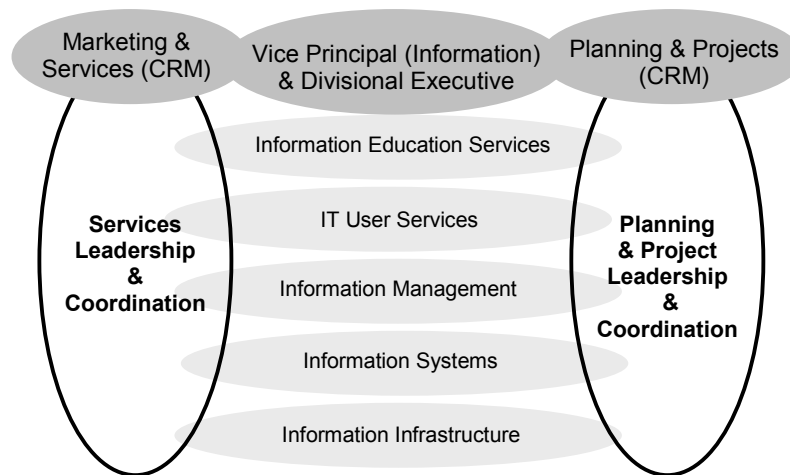 Marketing &
Services (CRM)
Vice Principal (Information)
& Divisional Executive
Planning & Projects
(CRM)
Information Education Services
IT User Services
Information Management
Information Systems
Information Infrastructure
Services
Leadership
&
Coordination
Planning
& Project
Leadership
&
Coordination